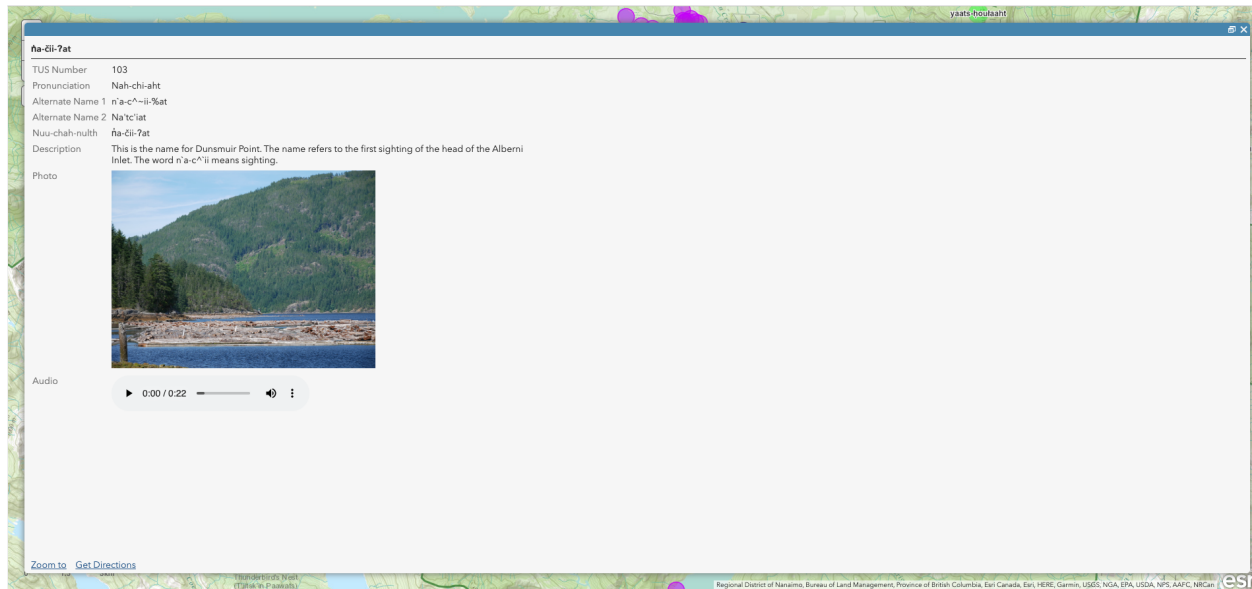 yaats-houlaaht
n̓a-čii-ʔat
TUS Number 103
Pronunciation Nah-chi-aht
Alternate Name 1 n`a-c^~ii-%at
Alternate Name 2 Na'tc'iat
Nuu-chah-nulth n̓a-čii-ʔat
Description This is the name for Dunsmuir Point. The name refers to the first sighting of the head of the Alberni
Inlet. The word n`a-c^`ii means sighting.
Photo
Audio
0:00 / 0:22
Zoom to Get Directions
Thunderbird's Nest
Regional District of Nanaimo, Bureau of Land Management, Province of British Columbia, Esri Canada, Esri, HERE, Garmin, USGS, NGA, EPA, USDA, NPS, AAFC, NRCan